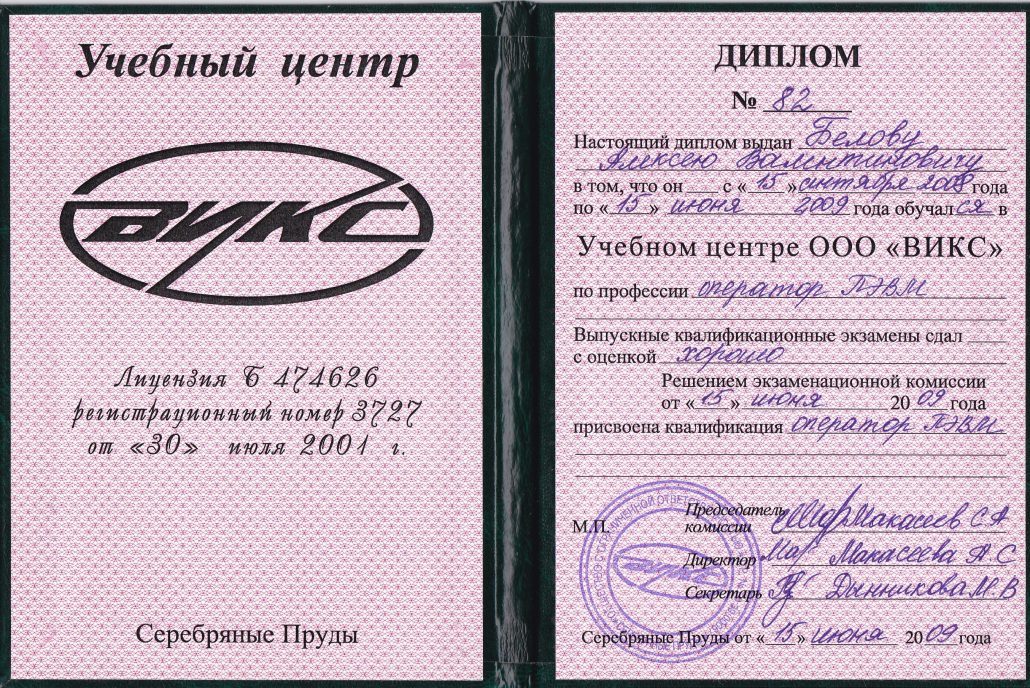 Учебный центр
ВИКС
Лицензия Б 474626
регистрационный номер 3727
от «30» июля 2001 г.
Серебряные Пруды
ДИПЛОМ
№ 82
Настоящий диплом выдан Белову
Алексею Валентиновичу
в том, что он с «15» сентября 2008 года
по «15» июня 2009 года обучался в
Учебном центре ООО «ВИКС»
по профессии оператор ПЭВМ
Выпускные квалификационные экзамены сдал
с оценкой хорошо
Решением экзаменационной комиссии
от «15» июня 2009 года
присвоена квалификация оператор ПЭВМ
М.П.
Председатель
комиссии Макасеев С А
Директор Макасеева А. С
Секретарь Дынникова М. В
ВИКС
Серебряные Пруды от «15» июня 2009 года